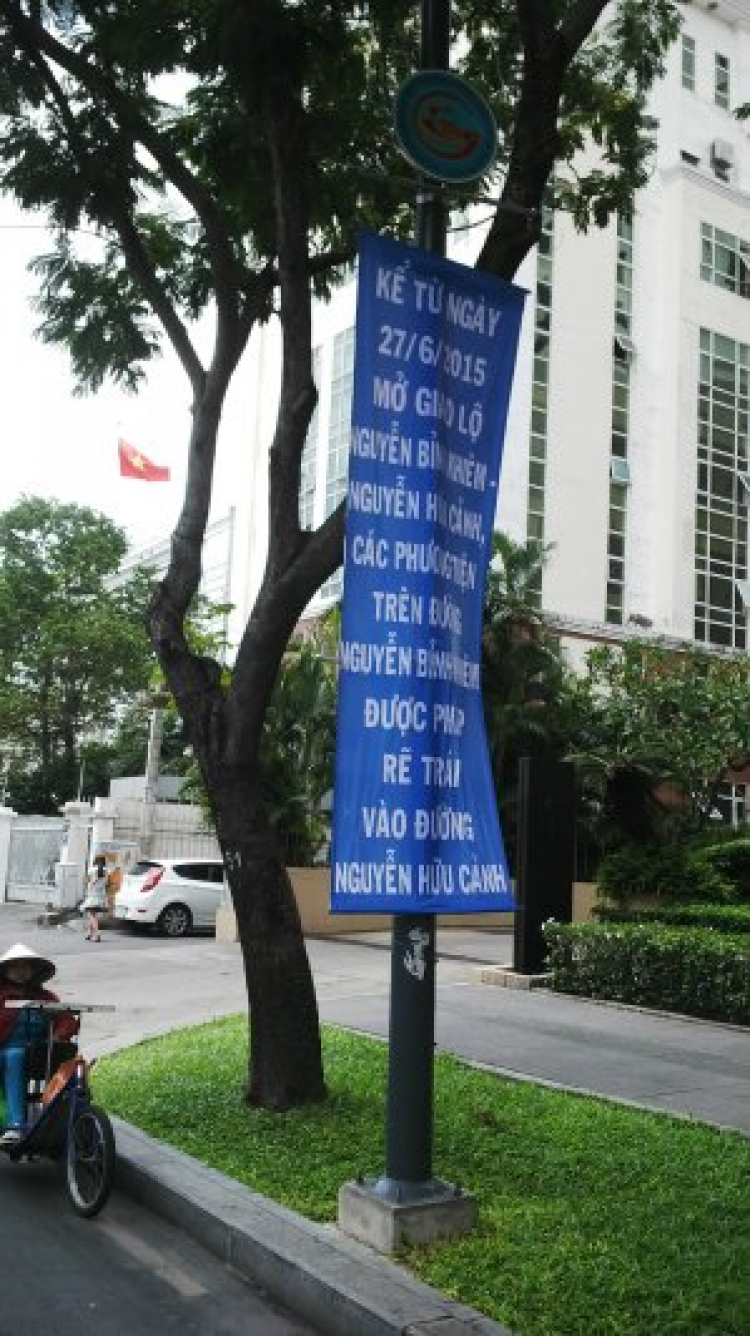 KỂ TỪ NGÀY
27/6/2015
MỞ GIAO LỘ
NGUYỄN BỈNH KHIÊM -
NGUYỄN HỮU CẢNH,
CÁC PHƯƠNG TIỆN
TRÊN ĐƯỜNG
NGUYỄN BỈNH KHIÊM
ĐƯỢC PHÉP
RẼ TRÁI
VÀO ĐƯỜNG
NGUYỄN HỮU CẢNH